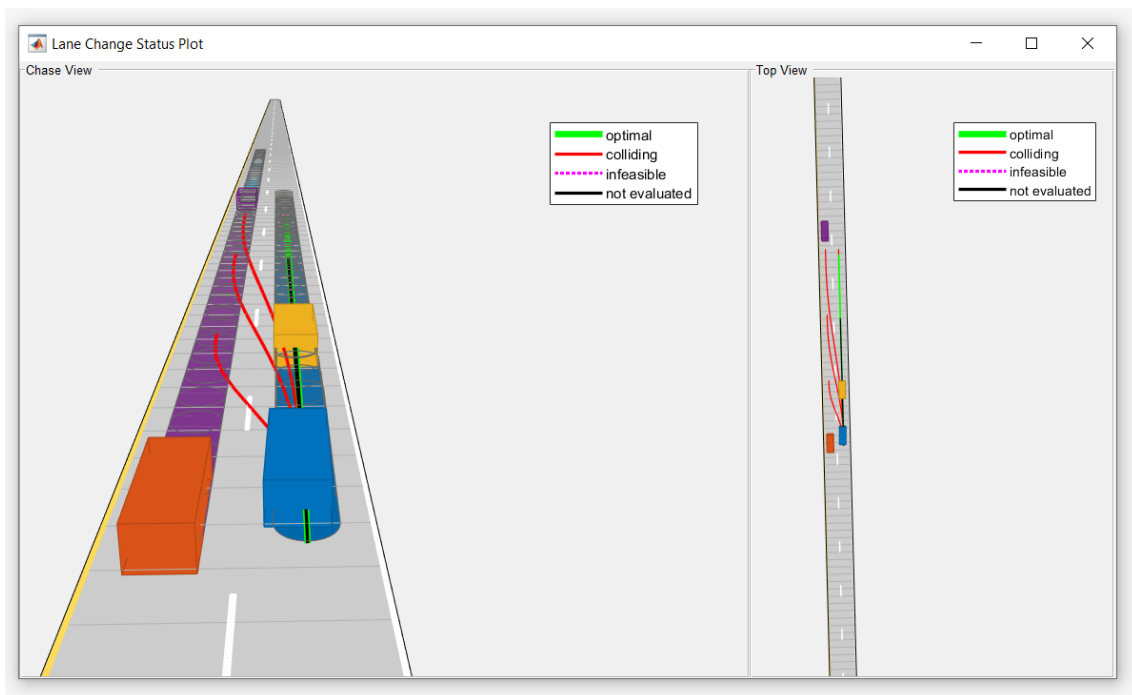 Lane Change Status Plot
Chase View
optimal
colliding
infeasible
not evaluated
Top View
optimal
colliding
infeasible
not evaluated